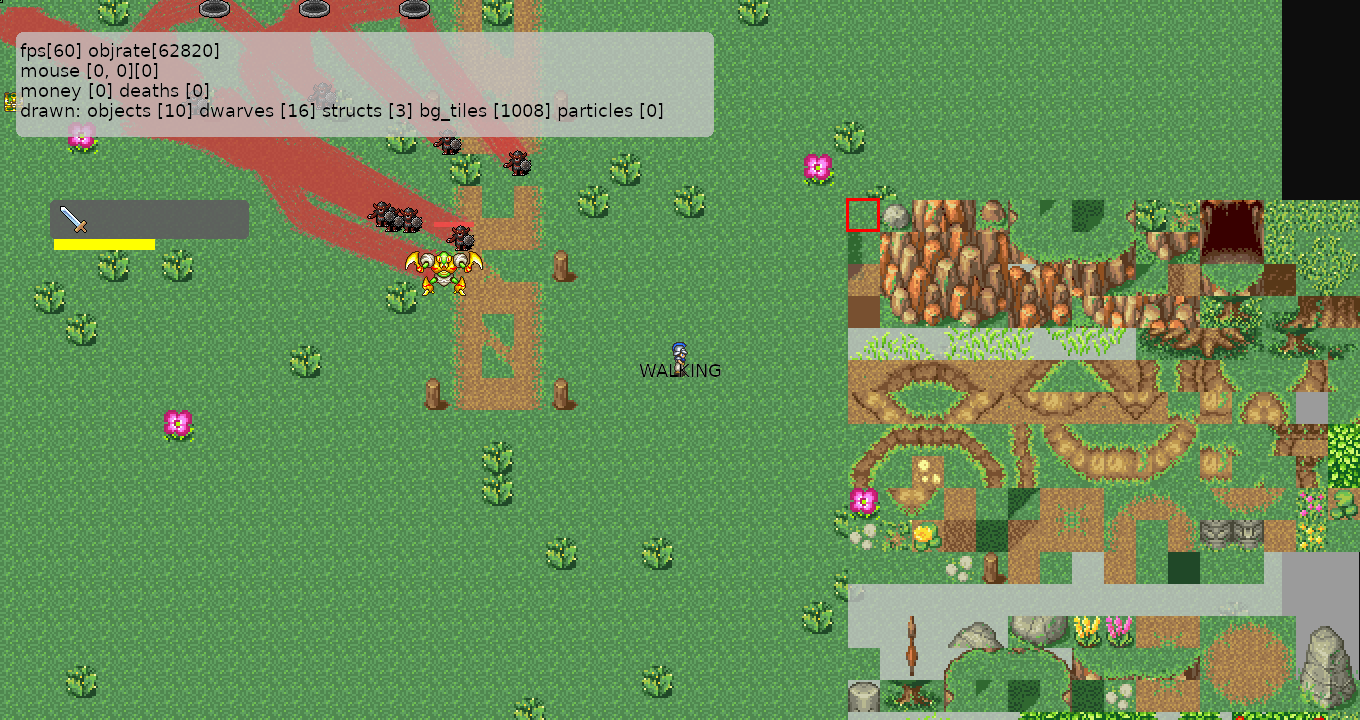 fps[60] objrate[62820]
mouse [0, 0][0]
money [0] deaths [0]
drawn: objects [10] dwarves [16] structs [3] bg_tiles [1008] particles [0]
WALKING